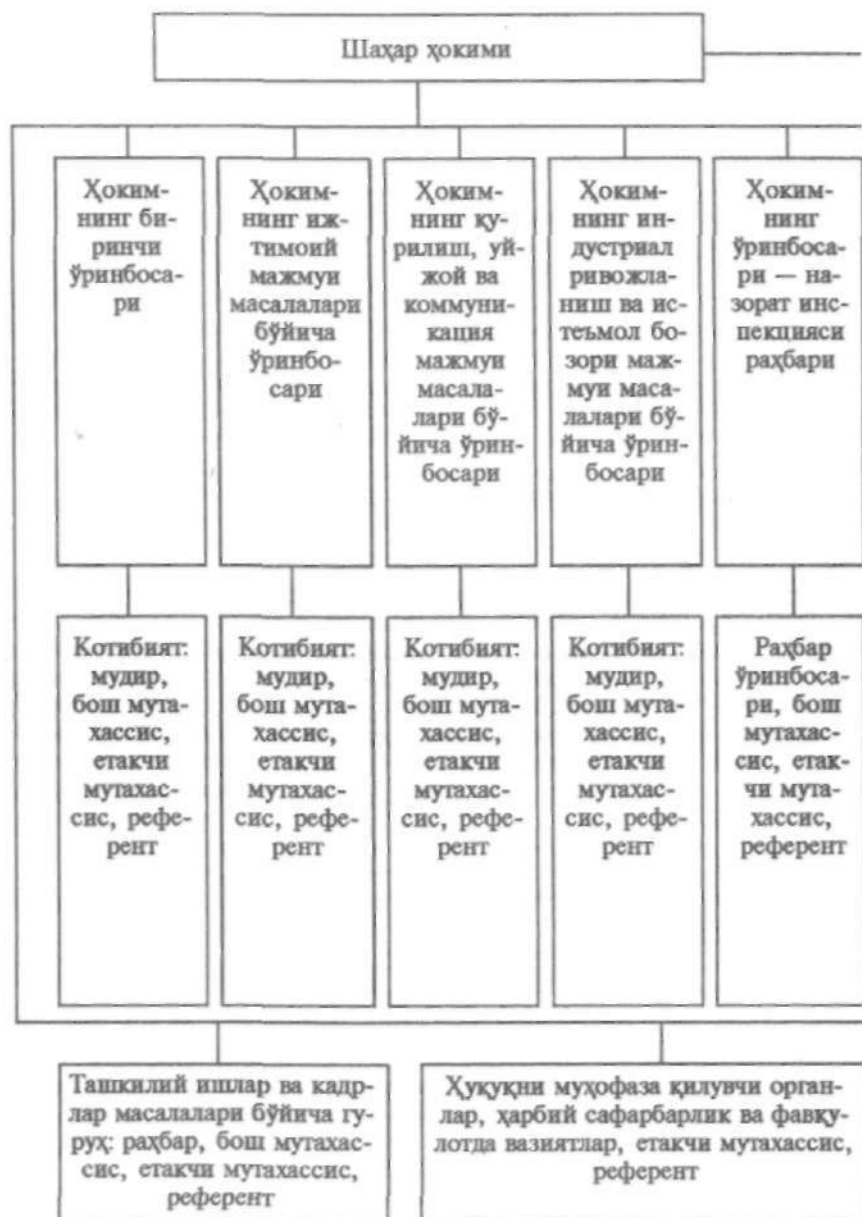 Шаҳар ҳокими
Ҳоким-
нинг би-
ринчи
ўринбоса-
ри
Ҳоким-
нинг иж-
тимоий
мажмуи
масалалари
бўйича
ўринбо-
сари
Ҳоким-
нинг қу-
рилиш, уй-
жой ва
коммуни-
кация
мажмуи
масала-
лари бў-
йича ўрин-
босари
Ҳоким-
нинг ин-
дустриал
ривожла-
ниш ва ис-
теъмол бо-
зори маж-
муи маса-
лалари бў-
йича ўрин-
босари
Ҳоким-
нинг
ўринбоса-
ри — на-
зорат инс-
пекцияси
раҳбари
Котибият:
мудир,
бош мута-
хассис,
етакчи
мутахас-
сис, рефе-
рент
Котибият:
мудир,
бош мута-
хассис,
етакчи
мутахас-
сис, рефе-
рент
Котибият:
мудир,
бош мута-
хассис,
етакчи
мутахас-
сис, рефе-
рент
Котибият:
мудир,
бош мута-
хассис,
етакчи
мутахас-
сис, рефе-
рент
Раҳбар
ўринбоса-
ри, бош
мутахас-
сис, етак-
чи мута-
хассис,
референт
Ташкилий ишлар ва кадр-
лар масалалари бўйича гу-
руҳ: раҳбар, бош мутахас-
сис, етакчи мутахассис,
референт
Ҳуқуқни муҳофаза қилувчи орган-
лар, ҳарбий сафарбарлик ва фавқу-
лотда вазиятлар, етакчи мутахассис,
референт